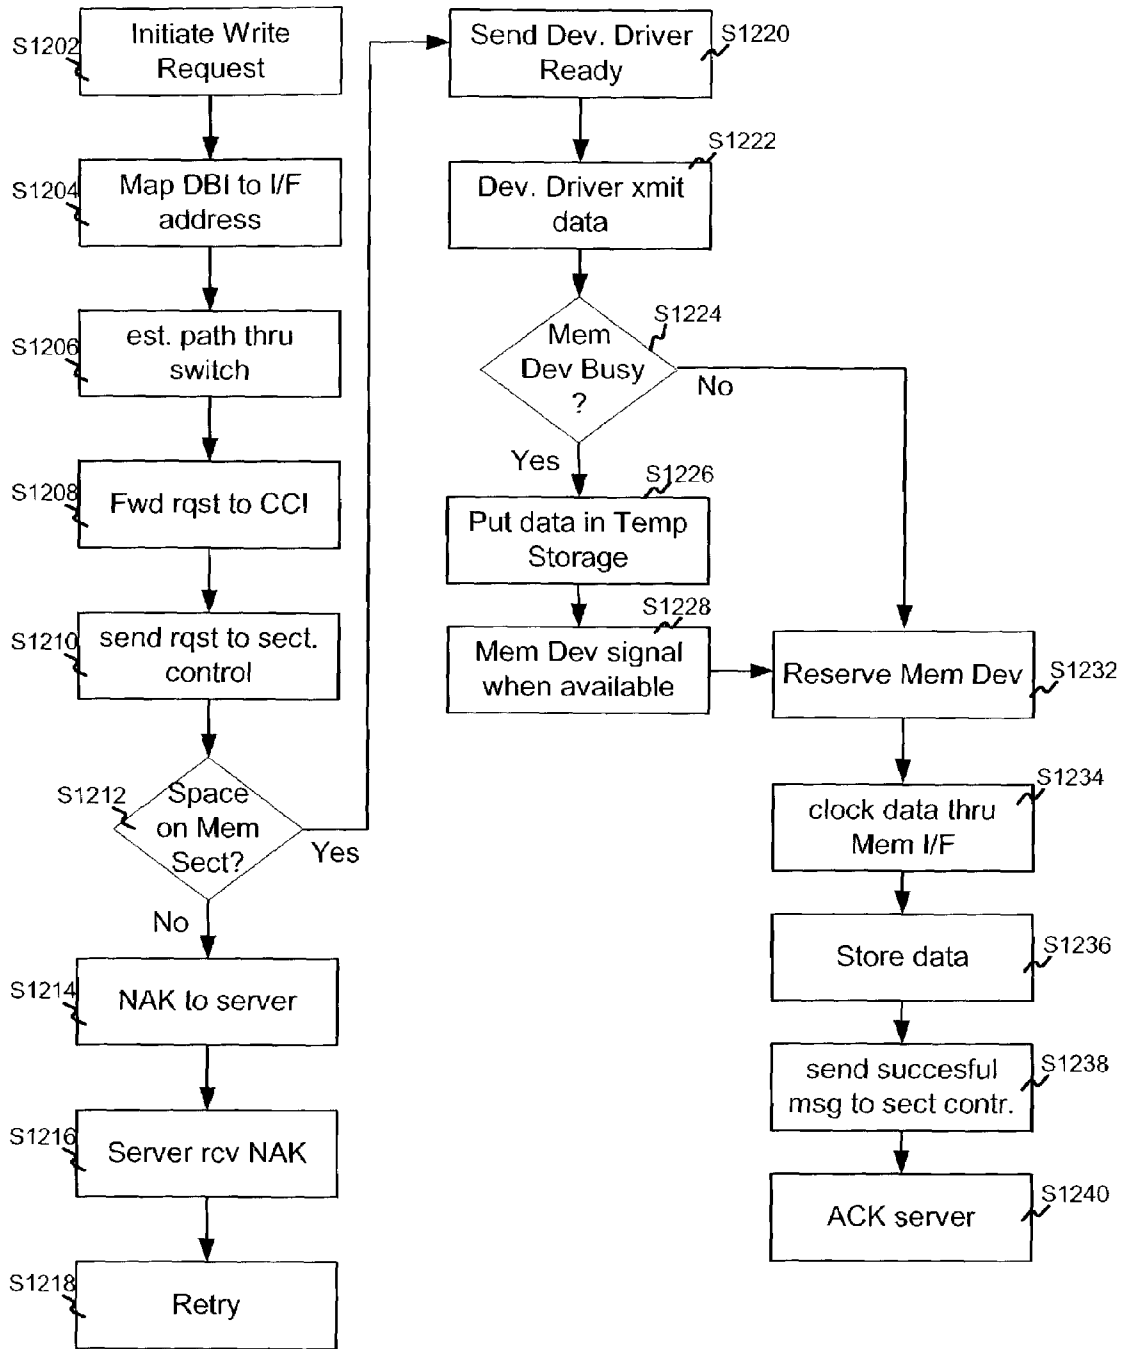 S1202
Initiate Write
Request
S1204
Map DBI to I/F
address
S1206
est. path thru
switch
S1208
Fwd rqst to CCI
S1210
send rqst to sect.
control
S1212
Space
on Mem
Sect?
Yes
No
S1214
NAK to server
S1216
Server rcv NAK
S1218
Retry
Send Dev. Driver
Ready
S1220
S1222
Dev. Driver xmit
data
S1224
Mem
Dev Busy
?
No
Yes
S1226
Put data in Temp
Storage
S1228
Mem Dev signal
when available
Reserve Mem Dev
S1232
S1234
clock data thru
Mem I/F
Store data
S1236
send succesful
msg to sect contr.
S1238
ACK server
S1240